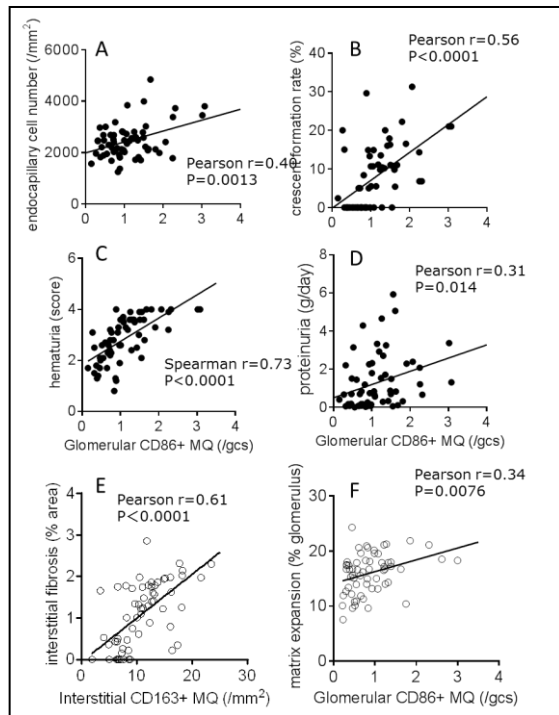 A
endocapillary cell number (/mm²)
6000
4000
2000
0
0 1 2 3 4
Pearson r=0.40
P=0.0013
B
Pearson r=0.56
P<0.0001
crescent formation rate (%)
40
30
20
10
0
0 1 2 3 4
C
hematuria (score)
6
4
2
0
0 1 2 3 4
Spearman r=0.73
P<0.0001
Glomerular CD86+ MQ (/gcs)
D
Pearson r=0.31
P=0.014
proteinuria (g/day)
8
6
4
2
0
0 1 2 3 4
Glomerular CD86+ MQ (/gcs)
E
Pearson r=0.61
P<0.0001
interstitial fibrosis (% area)
4
3
2
1
0
0 10 20 30
Interstitial CD163+ MQ (/mm²)
F
Pearson r=0.34
P=0.0076
matrix expansion (% glomerulus)
30
20
10
0
0 1 2 3 4
Glomerular CD86+ MQ (/gcs)